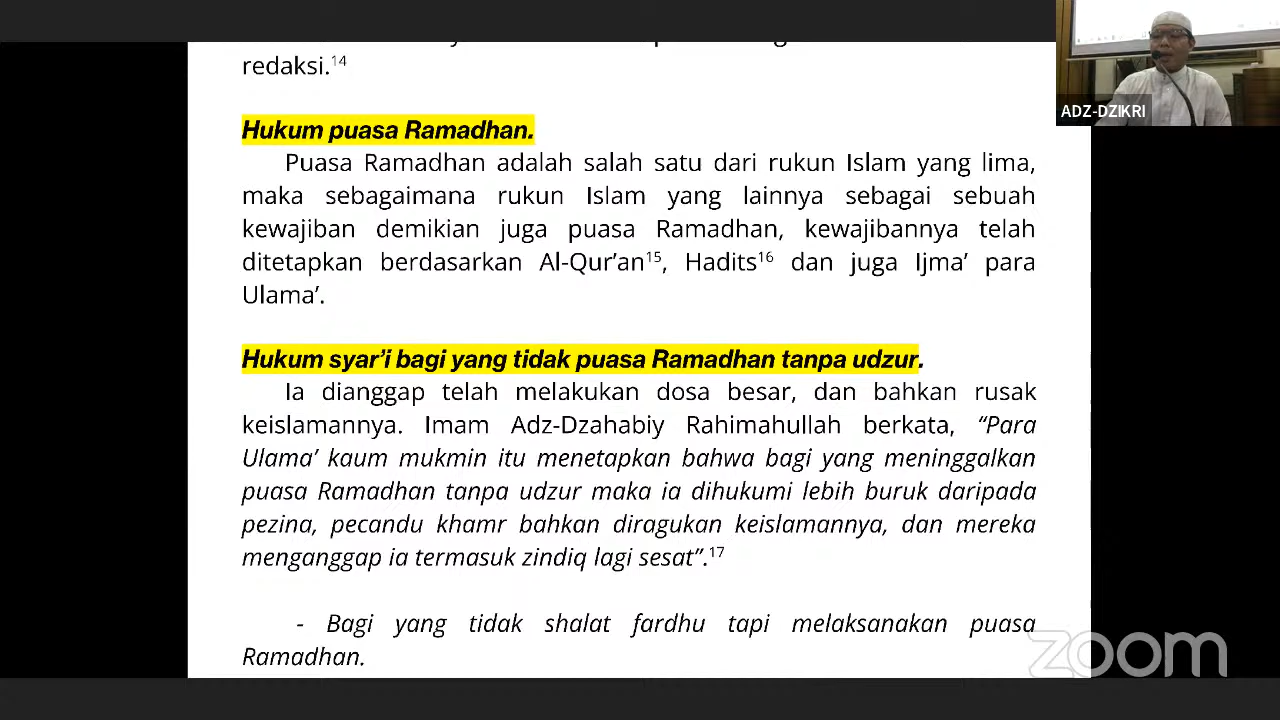 redaksi.14
Hukum puasa Ramadhan.
Puasa Ramadhan adalah salah satu dari rukun Islam yang lima,
maka sebagaimana rukun Islam yang lainnya sebagai sebuah
kewajiban demikian juga puasa Ramadhan, kewajibannya telah
ditetapkan berdasarkan Al-Qur’an15, Hadits16 dan juga Ijma’ para
Ulama’.
Hukum syar’i bagi yang tidak puasa Ramadhan tanpa udzur.
Ia dianggap telah melakukan dosa besar, dan bahkan rusak
keislamannya. Imam Adz-Dzahabiy Rahimahullah berkata, “Para
Ulama’ kaum mukmin itu menetapkan bahwa bagi yang meninggalkan
puasa Ramadhan tanpa udzur maka ia dihukumi lebih buruk daripada
pezina, pecandu khamr bahkan diragukan keislamannya, dan mereka
menganggap ia termasuk zindiq lagi sesat”.17
- Bagi yang tidak shalat fardhu tapi melaksanakan puasa
Ramadhan.
ADZ-DZIKRI
zoom